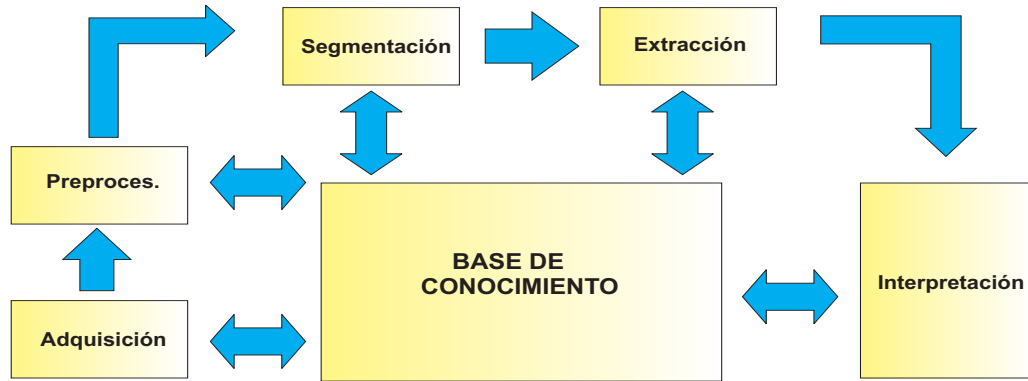 Segmentación
Extracción
Preproces.
BASE DE
CONOCIMIENTO
Interpretación
Adquisición